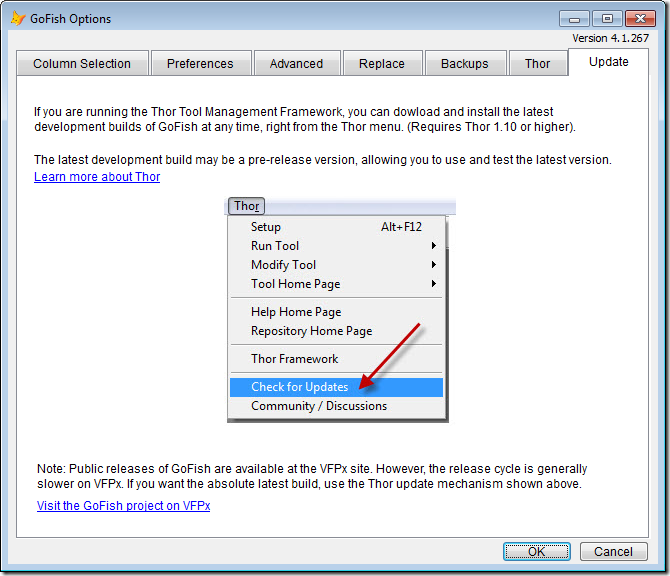 GoFish Options
Version 4.1.267
Column Selection
Preferences
Advanced
Replace
Backups
Thor
Update
If you are running the Thor Tool Management Framework, you can dowload and install the latest
development builds of GoFish at any time, right from the Thor menu. (Requires Thor 1.10 or higher).
The latest development build may be a pre-release version, allowing you to use and test the latest version.
Learn more about Thor
Thor
Setup Alt+F12
Run Tool
Modify Tool
Tool Home Page
Help Home Page
Repository Home Page
Thor Framework
Check for Updates
Community / Discussions
Note: Public releases of GoFish are available at the VFPx site. However, the release cycle is generally
slower on VFPx. If you want the absolute latest build, use the Thor update mechanism shown above.
Visit the GoFish project on VFPx
OK
Cancel